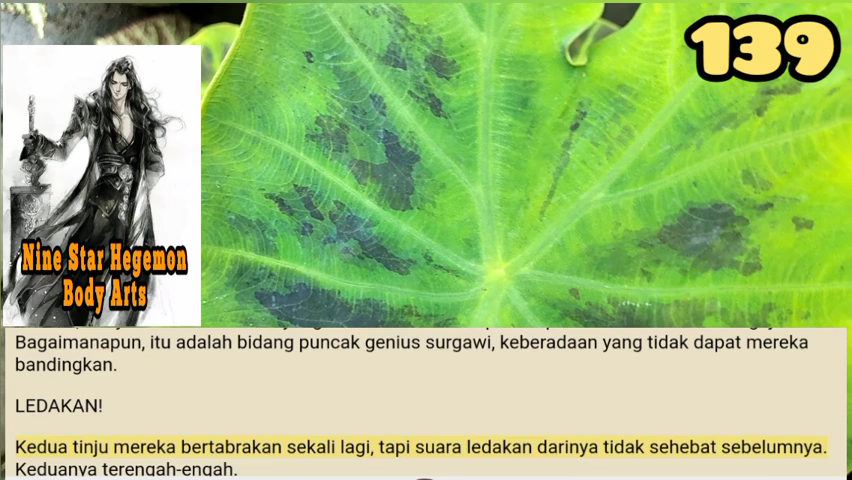 139
Nine Star Hegemon
Body Arts
Bagaimanapun, itu adalah bidang puncak genius surgawi, keberadaan yang tidak dapat mereka
bandingkan.
LEDAKAN!
Kedua tinju mereka bertabrakan sekali lagi, tapi suara ledakan darinya tidak sehebat sebelumnya.
Keduanya terengah-engah.